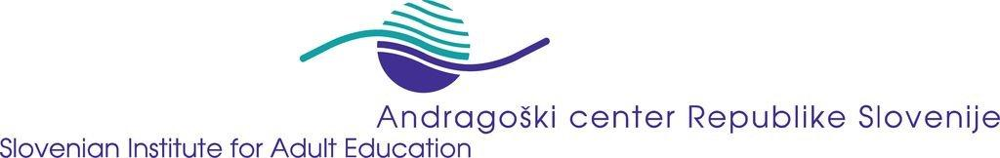 Andragoški center Republike Slovenije
Slovenian Institute for Adult Education